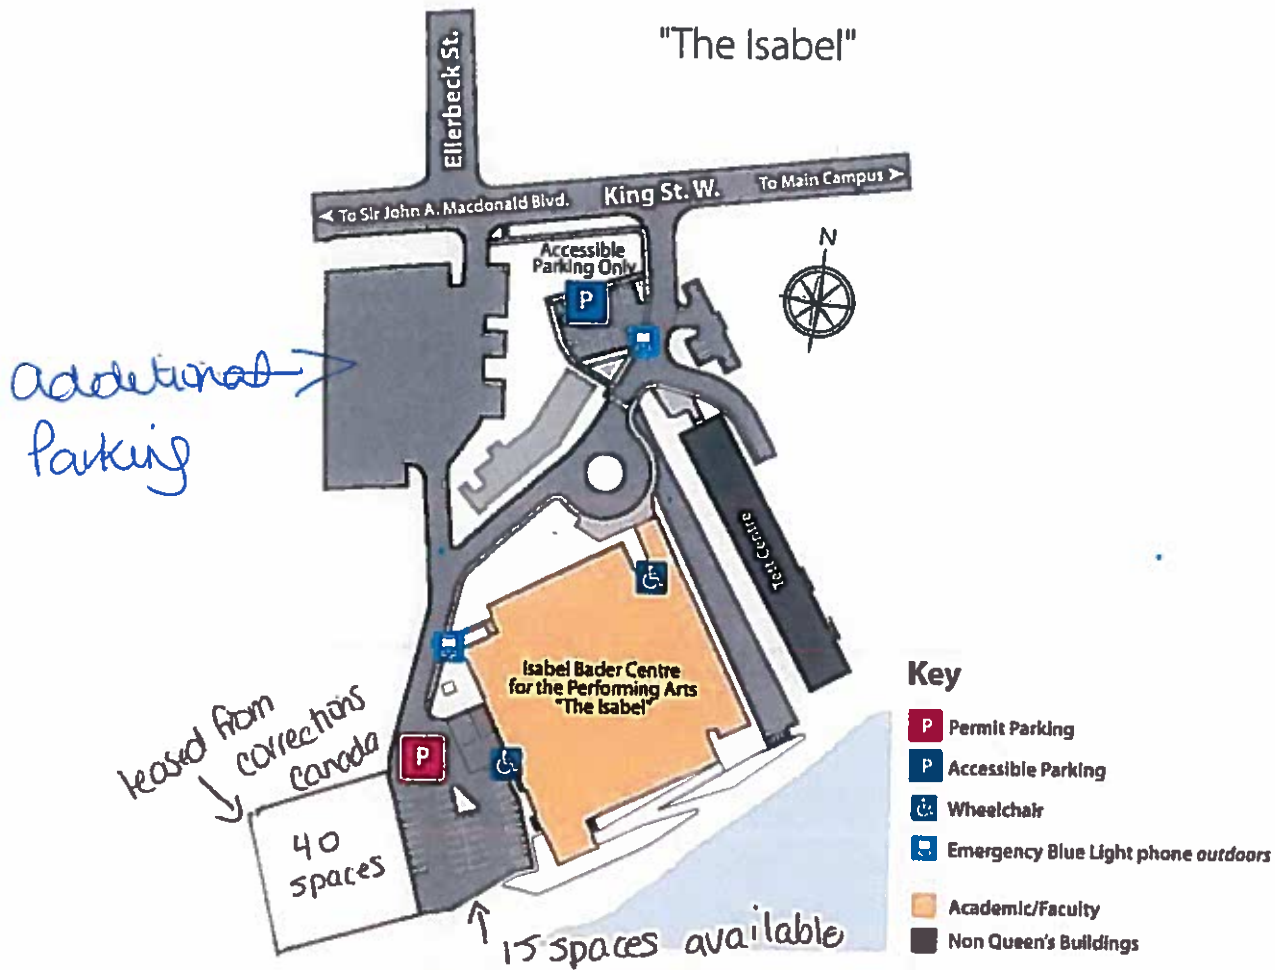 "The Isabel"
Ellerbeck St.
To Sir John A. Macdonald Blvd.
King St. W.
To Main Campus
N
Accessible
Parking Only
P
additional
Parking
Tett Centre
Isabel Bader Centre
for the Performing Arts
"The Isabel"
leased from
corrections
canada
P
40
spaces
15 spaces available
Key
P Permit Parking
P Accessible Parking
Wheelchair
Emergency Blue Light phone outdoors
Academic/Faculty
Non Queen's Buildings